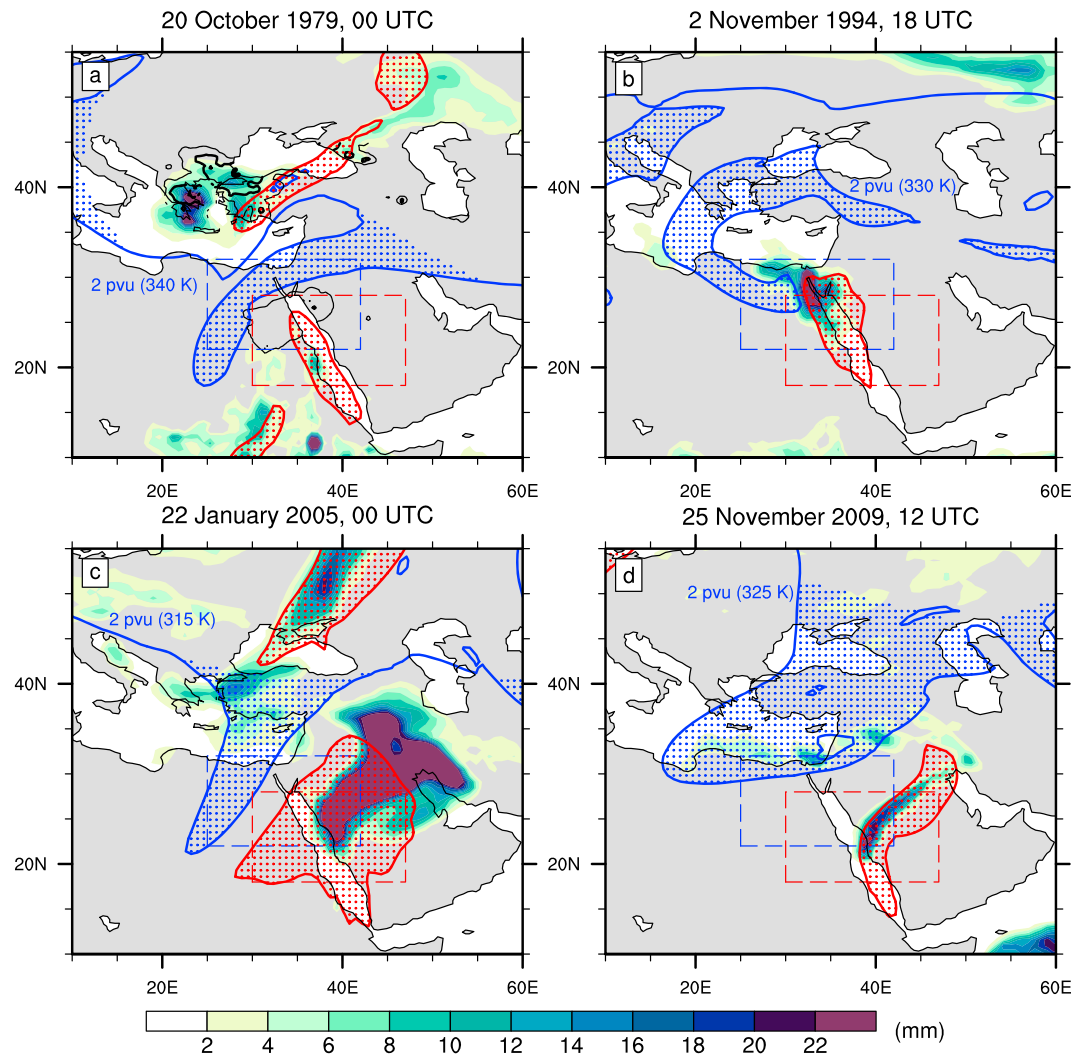 20 October 1979, 00 UTC
2 November 1994, 18 UTC
a
b
40N
20N
2 pvu (340 K)
2 pvu (330 K)
40N
20N
20E
40E
60E
20E
40E
60E
22 January 2005, 00 UTC
25 November 2009, 12 UTC
c
d
2 pvu (315 K)
2 pvu (325 K)
40N
20N
40N
20N
20E
40E
60E
20E
40E
60E
2 4 6 8 10 12 14 16 18 20 22 (mm)